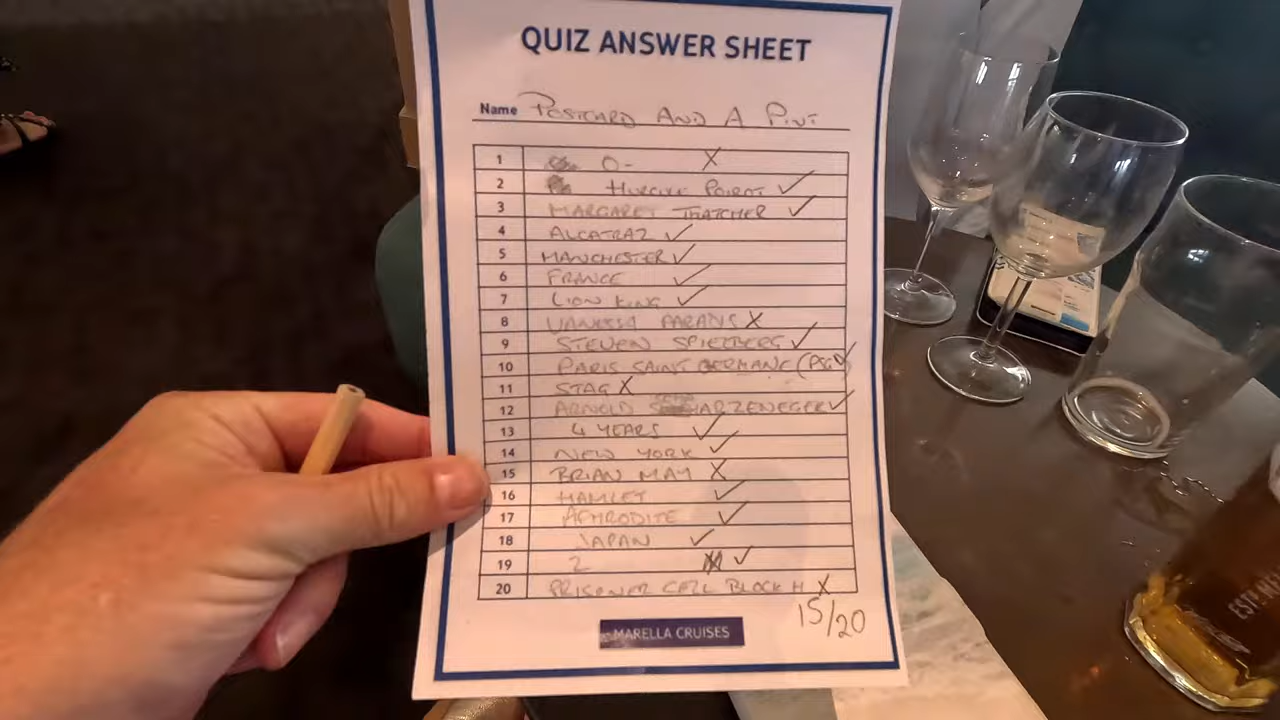 QUIZ ANSWER SHEET
Name POSTCARD AND A PINT
1 O- X
2 HURCULE POIROT ✓
3 MARGARET THATCHER ✓
4 ALCATRAZ ✓
5 MANCHESTER ✓
6 FRANCE ✓
7 LION KING ✓
8 VANESSA PARADIS X
9 STEVEN SPIELBERG ✓
10 PARIS SAINT GERMANE (PSG) ✓
11 STAG X
12 ARNOLD SCHWARZENEGER ✓
13 4 YEARS ✓
14 NEW YORK ✓
15 BRIAN MAY X
16 HAMLET ✓
17 APHRODITE ✓
18 JAPAN ✓
19 2 ✓
20 PRISONER CELL BLOCK H X
15/20
MARELLA CRUISES
ESTD